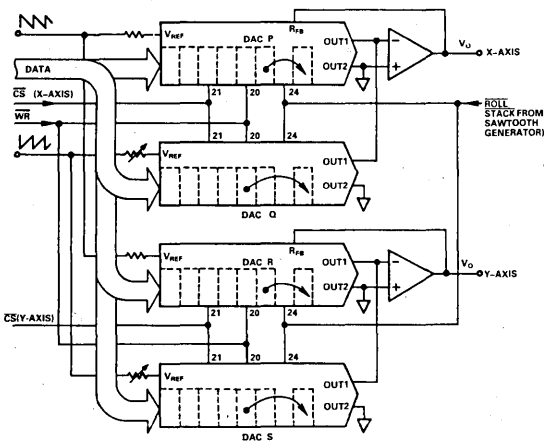 VREF
DAC P
RFB
OUT1
OUT2
VO
X-AXIS
DATA
CS (X-AXIS)
WR
21
20
24
ROLL
STACK FROM
SAWTOOTH
GENERATOR)
VREF
OUT1
OUT2
DAC Q
VREF
DAC R
RFB
OUT1
OUT2
VO
Y-AXIS
CS(Y-AXIS)
21
20
24
VREF
OUT1
OUT2
DAC S